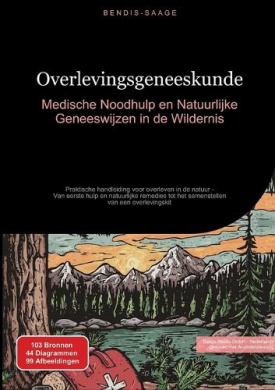 BENDIS-SAAGE
Overlevingsgeneeskunde
Medische Noodhulp en Natuurlijke
Geneeswijzen in de Wildernis
Praktische handleiding voor overleven in de natuur -
Van eerste hulp en natuurlijke remedies tot het samenstellen
van een overlevingskit
103 Bronnen
44 Diagrammen
99 Afbeeldingen